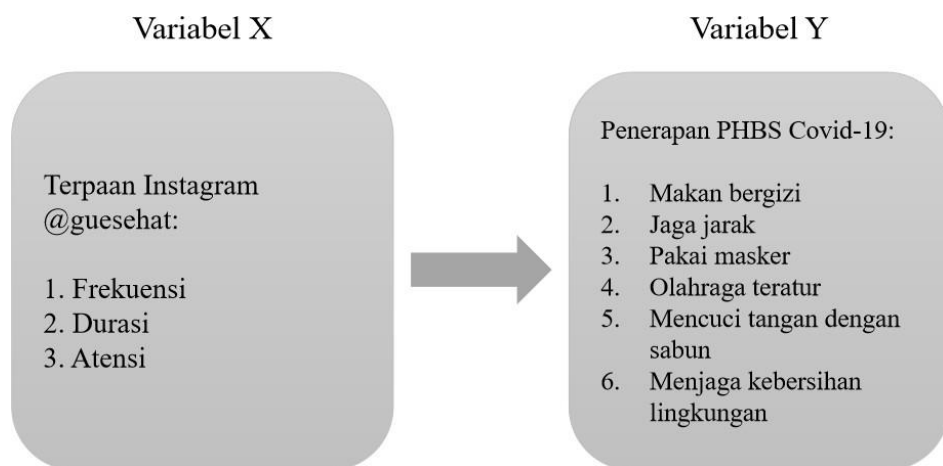 Variabel X
Variabel Y
Terpaan Instagram
@guesehat:
1. Frekuensi
2. Durasi
3. Atensi
Penerapan PHBS Covid-19:
1. Makan bergizi
2. Jaga jarak
3. Pakai masker
4. Olahraga teratur
5. Mencuci tangan dengan
sabun
6. Menjaga kebersihan
lingkungan